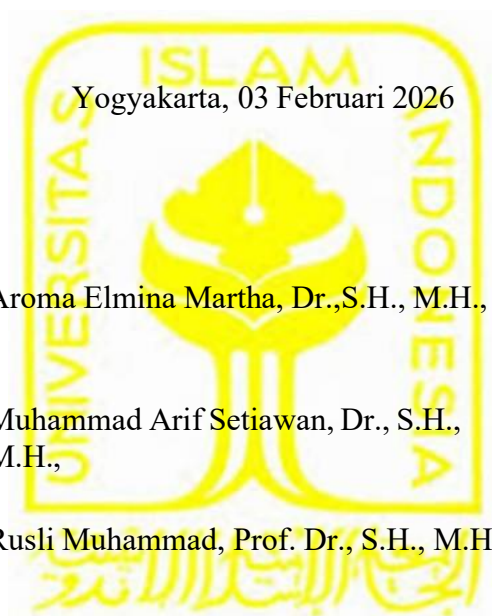 ISLAM
UNIVERSITAS
INDONESIA
Yogyakarta, 03 Februari 2026
Aroma Elmina Martha, Dr.,S.H., M.H.,
Muhammad Arif Setiawan, Dr., S.H.,
M.H.,
Rusli Muhammad, Prof. Dr., S.H., M.H